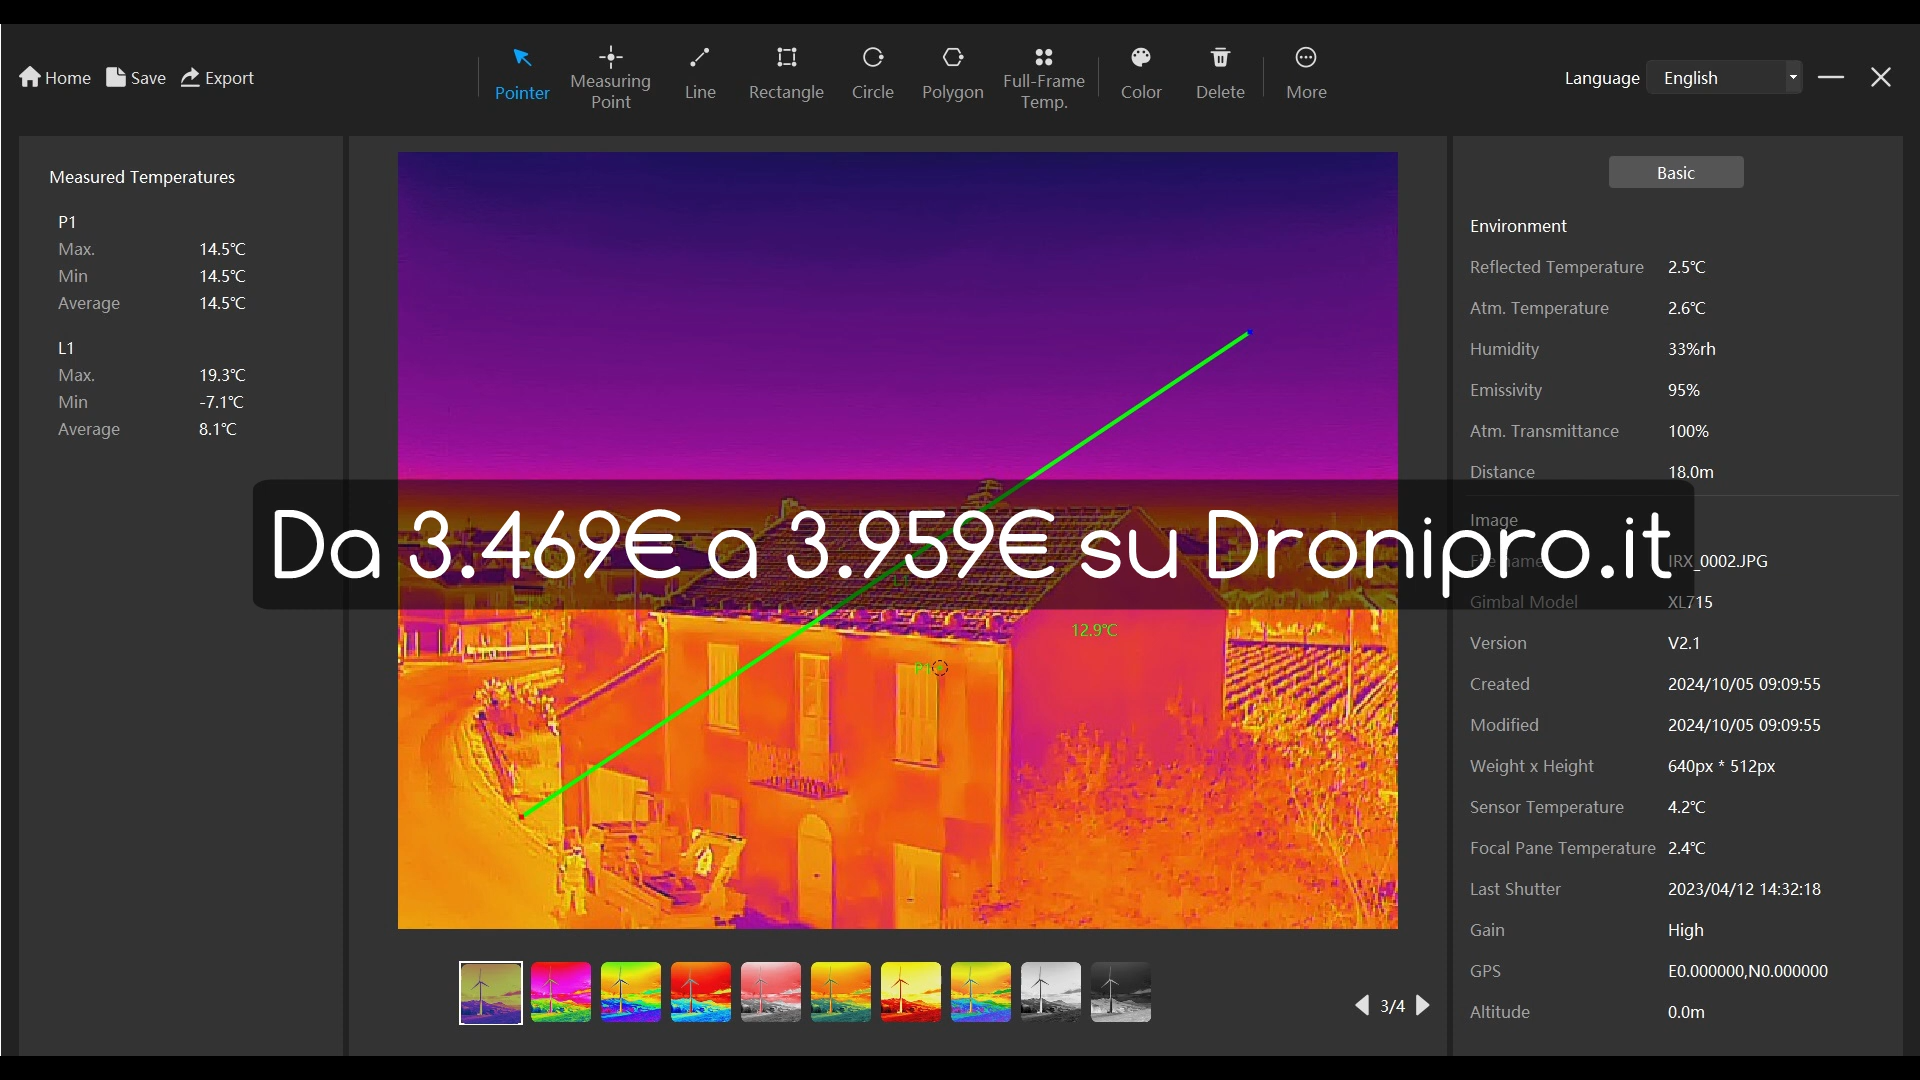 Home Save Export
Pointer
Measuring Point
Line
Rectangle
Circle
Polygon
Full-Frame Temp.
Color
Delete
More
Language English
Measured Temperatures
P1
Max. 14.5℃
Min 14.5℃
Average 14.5℃
L1
Max. 19.3℃
Min -7.1℃
Average 8.1℃
Da 3.469€ a 3.959€ su Dronipro.it
12.9℃
P1
3/4
Basic
Environment
Reflected Temperature 2.5℃
Atm. Temperature 2.6℃
Humidity 33%rh
Emissivity 95%
Atm. Transmittance 100%
Distance 18.0m
Image
File name IRX_0002.JPG
Gimbal Model XL715
Version V2.1
Created 2024/10/05 09:09:55
Modified 2024/10/05 09:09:55
Weight x Height 640px * 512px
Sensor Temperature 4.2℃
Focal Pane Temperature 2.4℃
Last Shutter 2023/04/12 14:32:18
Gain High
GPS E0.000000,N0.000000
Altitude 0.0m